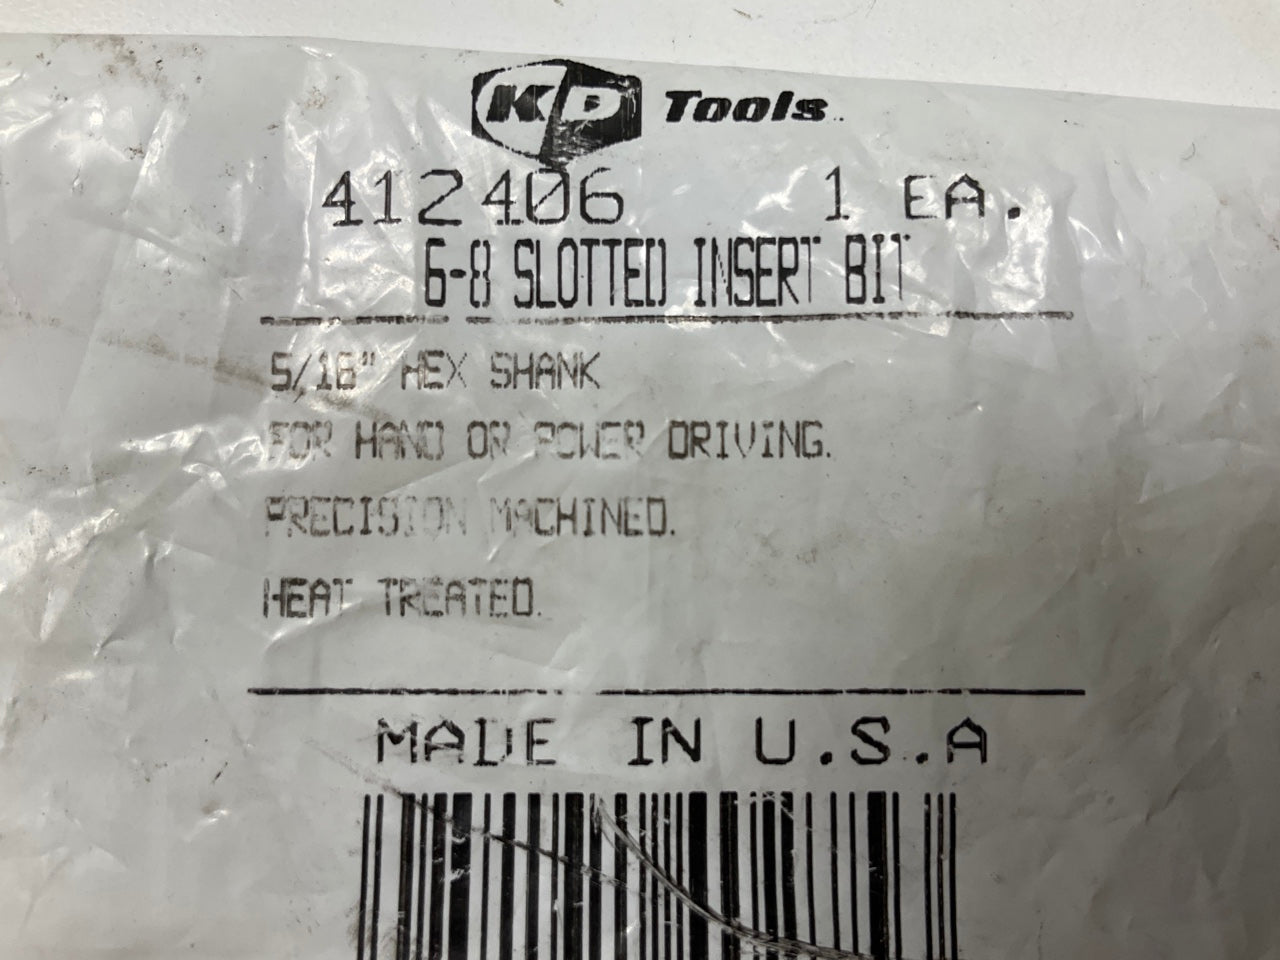 KD Tools
412406 1 EA.
6-8 SLOTTED INSERT BIT
5/16" HEX SHANK
FOR HAND OR POWER DRIVING.
PRECISION MACHINED.
HEAT TREATED.
MADE IN U.S.A